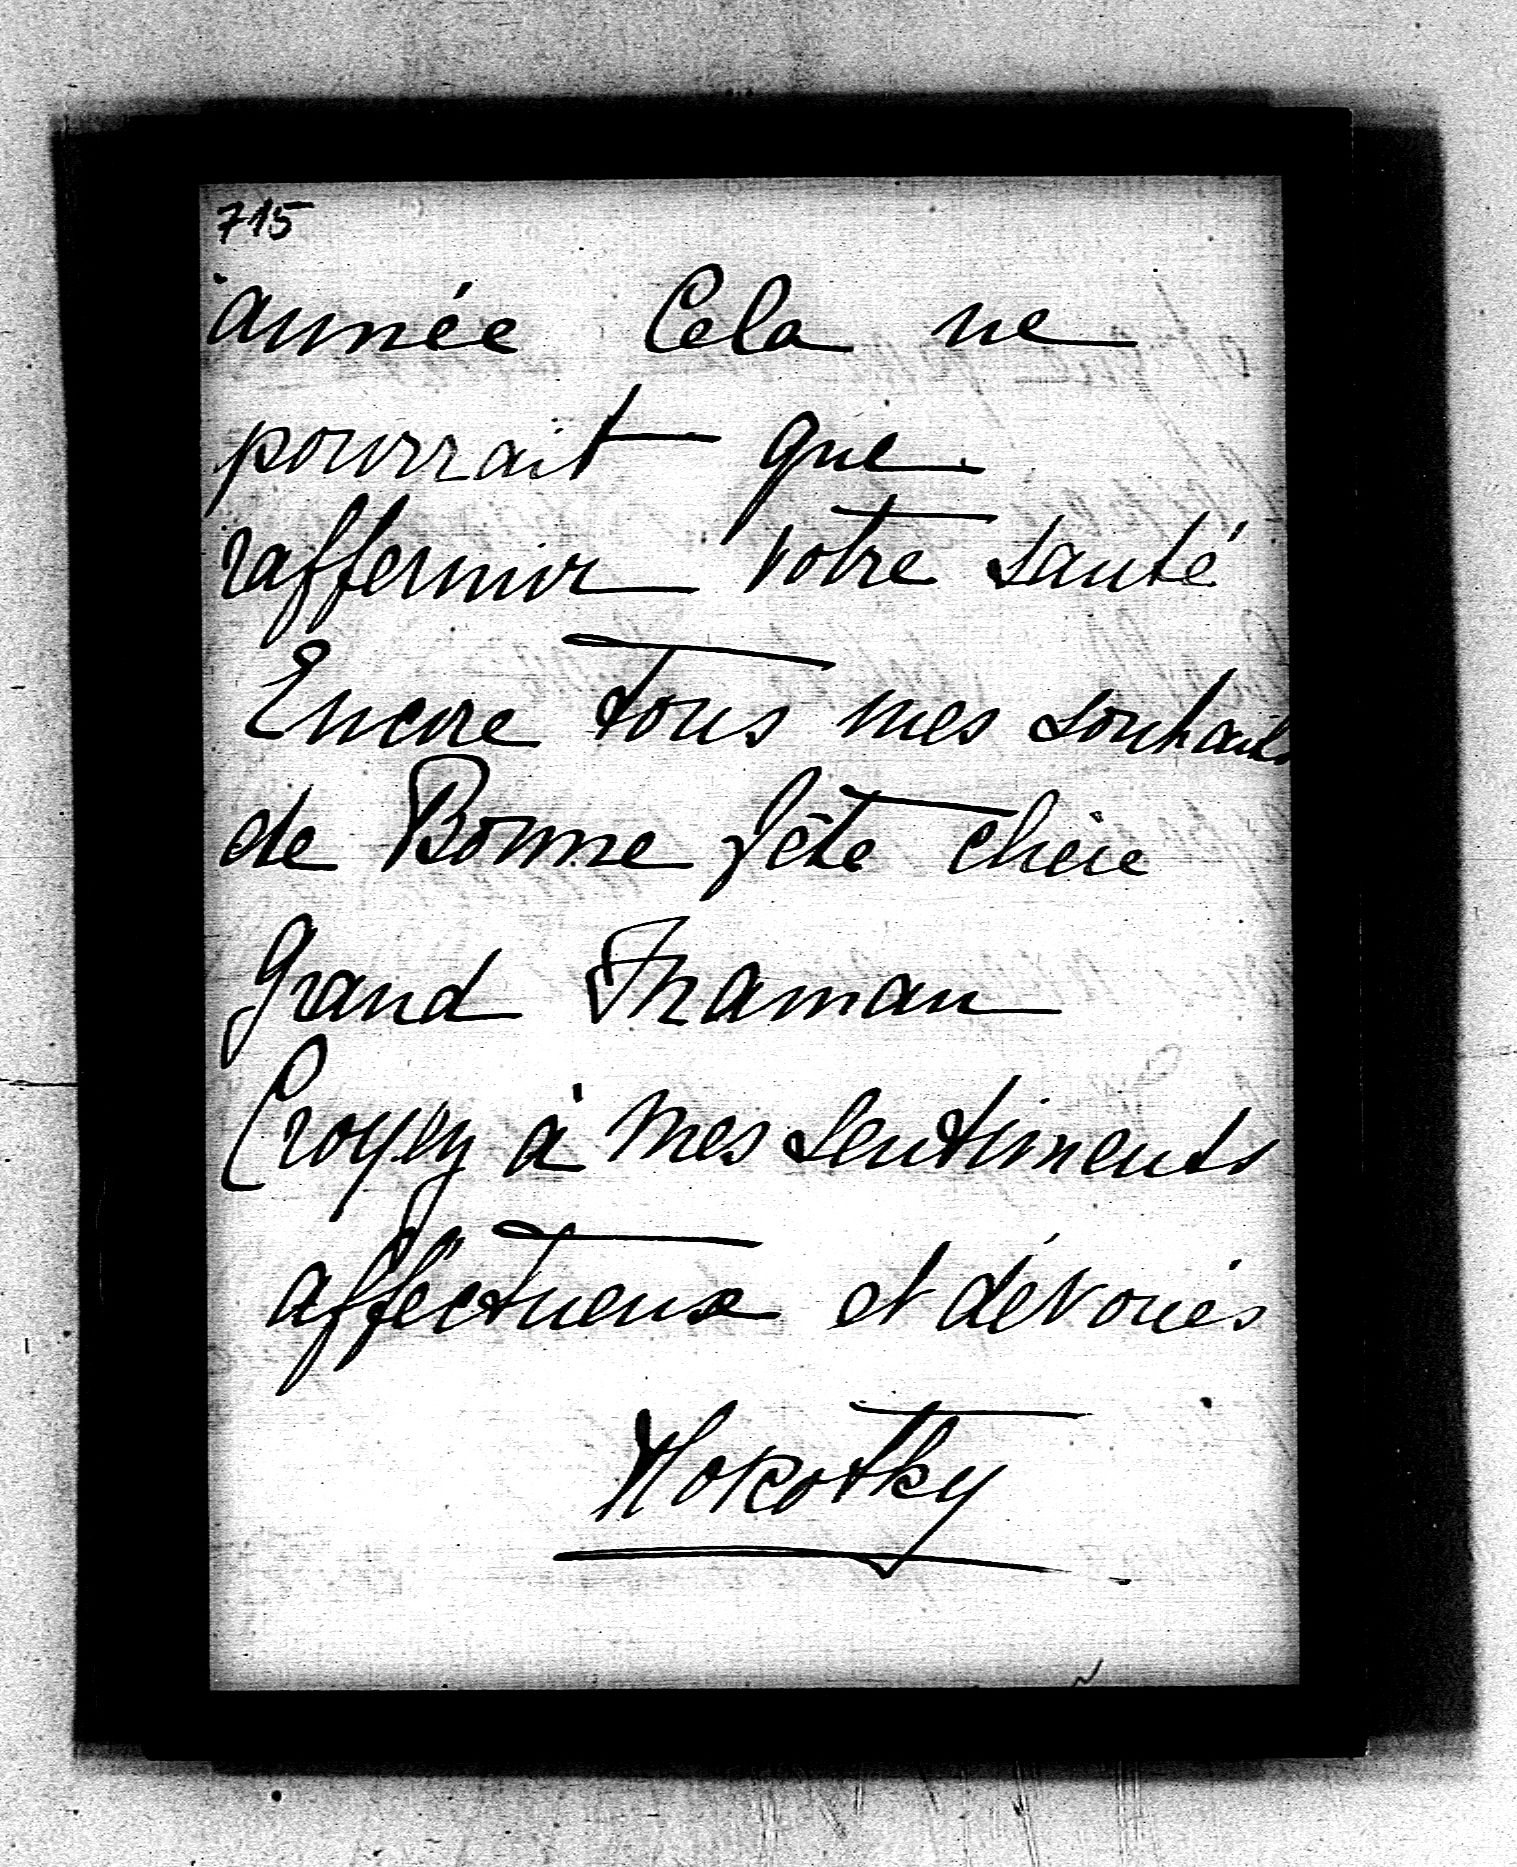 715
année Cela ne
pourrait que
raffermir votre santé
Encore tous mes souhaits
de Bonne fête chère
Grand Maman
Croyez à mes sentiments
affectueux et dévoués